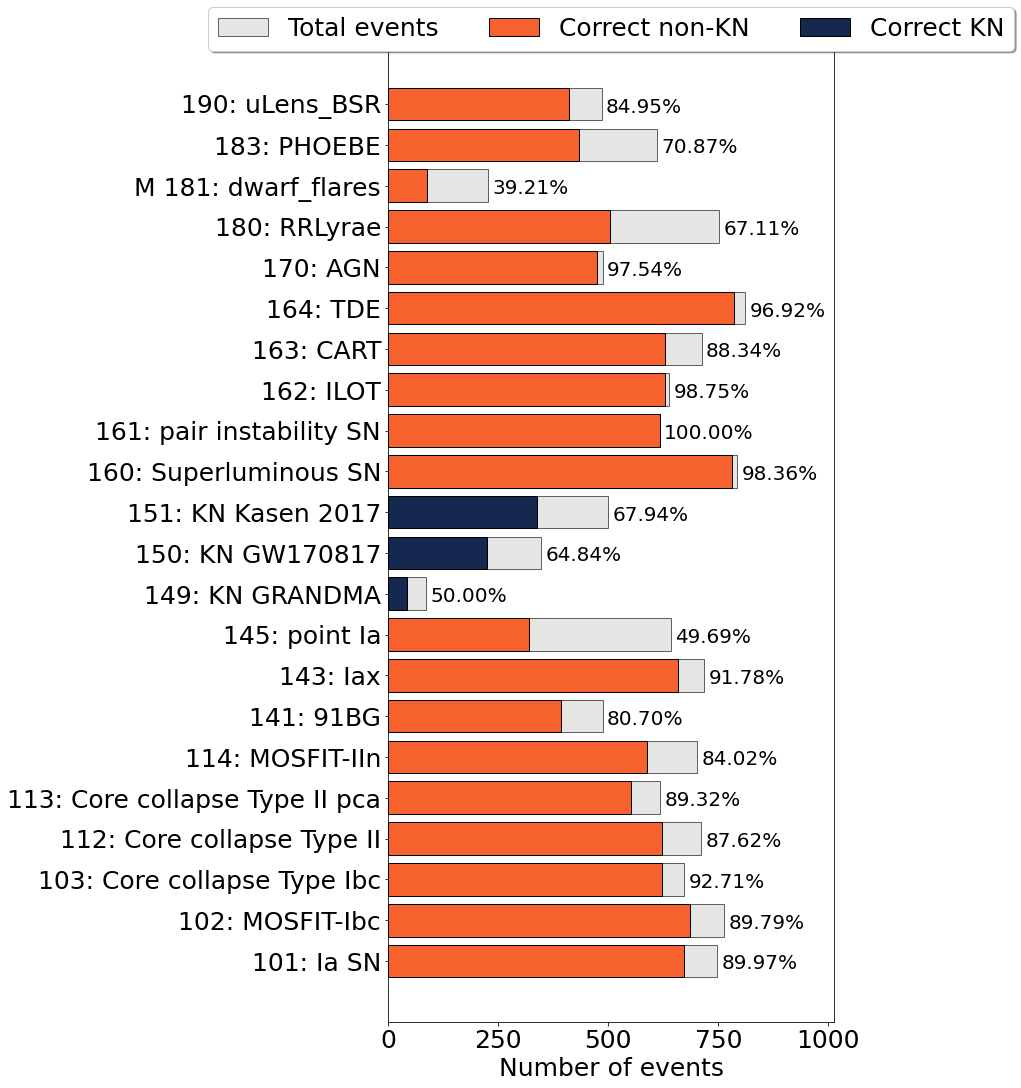 Total events Correct non-KN Correct KN
190: uLens_BSR 84.95%
183: PHOEBE 70.87%
M 181: dwarf_flares 39.21%
180: RRLyrae 67.11%
170: AGN 97.54%
164: TDE 96.92%
163: CART 88.34%
162: ILOT 98.75%
161: pair instability SN 100.00%
160: Superluminous SN 98.36%
151: KN Kasen 2017 67.94%
150: KN GW170817 64.84%
149: KN GRANDMA 50.00%
145: point Ia 49.69%
143: Iax 91.78%
141: 91BG 80.70%
114: MOSFIT-IIn 84.02%
113: Core collapse Type II pca 89.32%
112: Core collapse Type II 87.62%
103: Core collapse Type Ibc 92.71%
102: MOSFIT-Ibc 89.79%
101: Ia SN 89.97%
0 250 500 750 1000
Number of events